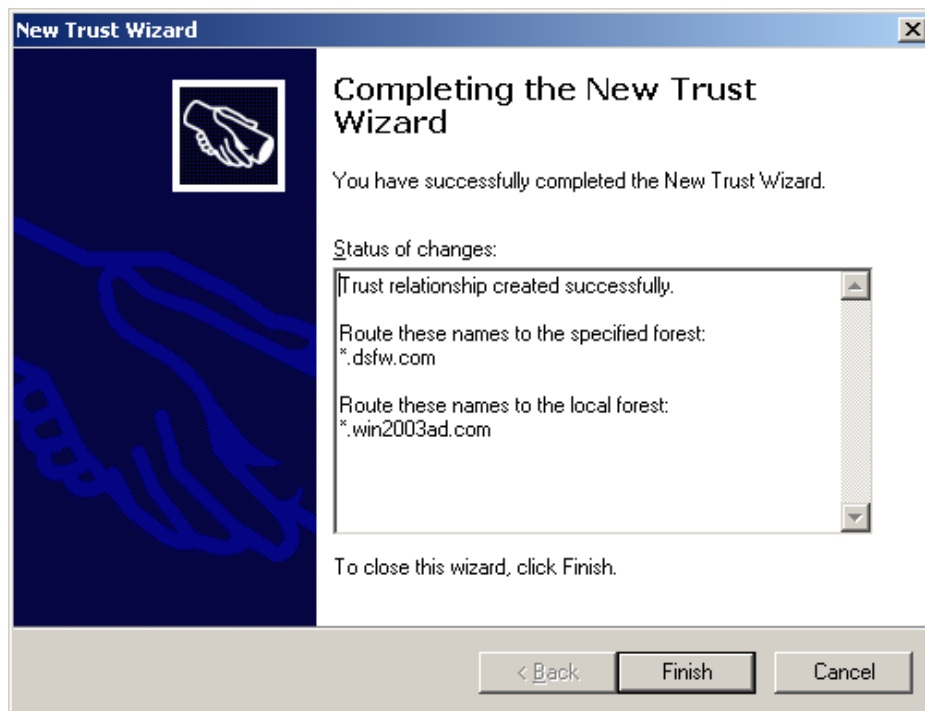 New Trust Wizard
Completing the New Trust
Wizard
You have successfully completed the New Trust Wizard.
Status of changes:
Trust relationship created successfully.
Route these names to the specified forest:
*.dsfw.com
Route these names to the local forest:
*.win2003ad.com
To close this wizard, click Finish.
< Back
Finish
Cancel